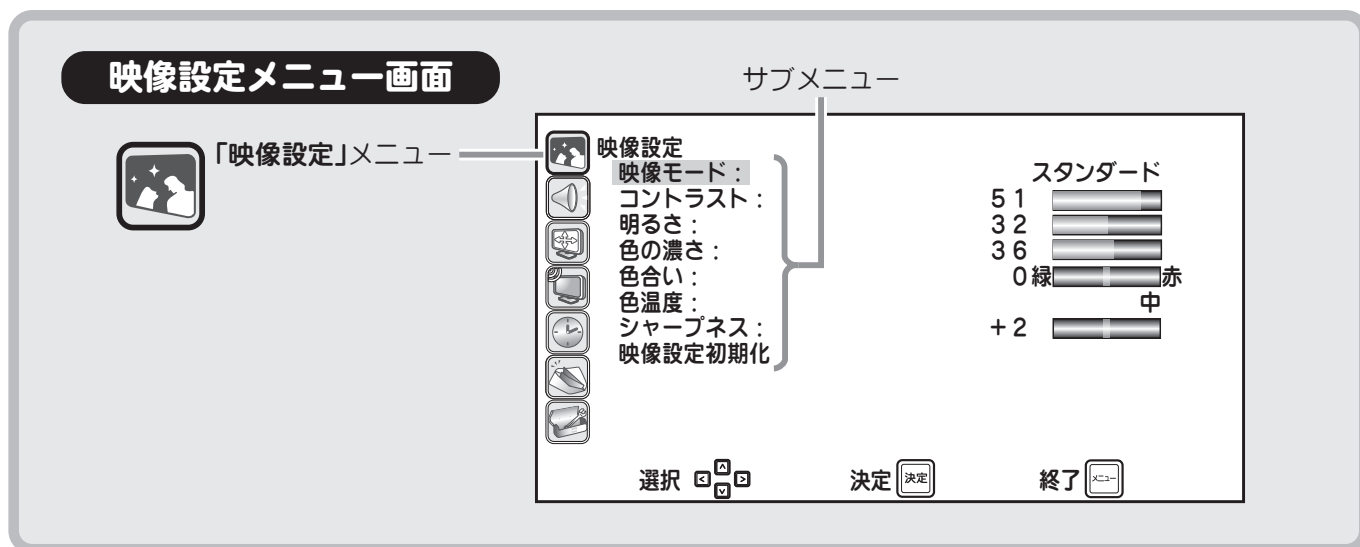 映像設定メニュー画面
サブメニュー
「映像設定」メニュー
映像設定
映像モード： スタンダード
コントラスト： 51
明るさ： 32
色の濃さ： 36
色合い： 0 緑 赤
色温度： 中
シャープネス： +2
映像設定初期化
選択 決定 決定 終了 メニュー